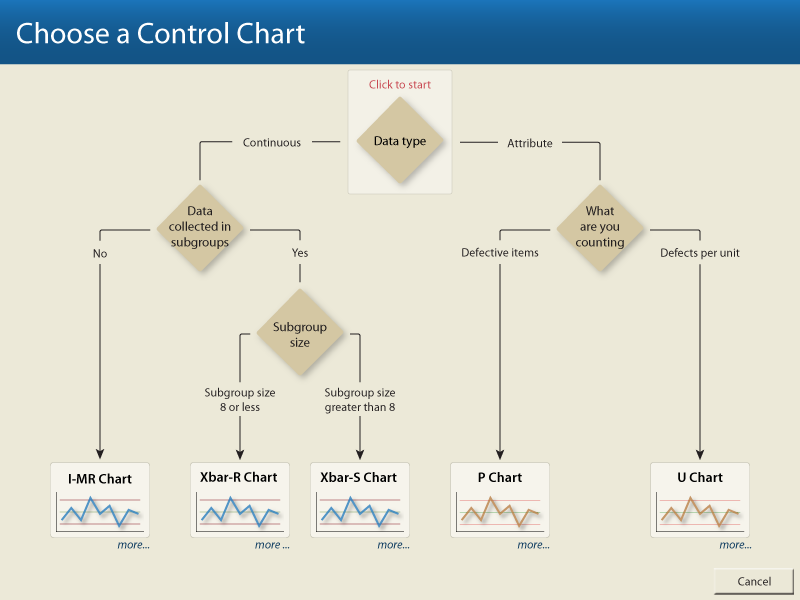 Choose a Control Chart
Click to start
Data type
Continuous
Attribute
Data
collected in
subgroups
What
are you
counting
No
Yes
Defective items
Defects per unit
Subgroup
size
Subgroup size
8 or less
Subgroup size
greater than 8
I-MR Chart
Xbar-R Chart
Xbar-S Chart
P Chart
U Chart
more...
more ...
more...
more...
more...
Cancel